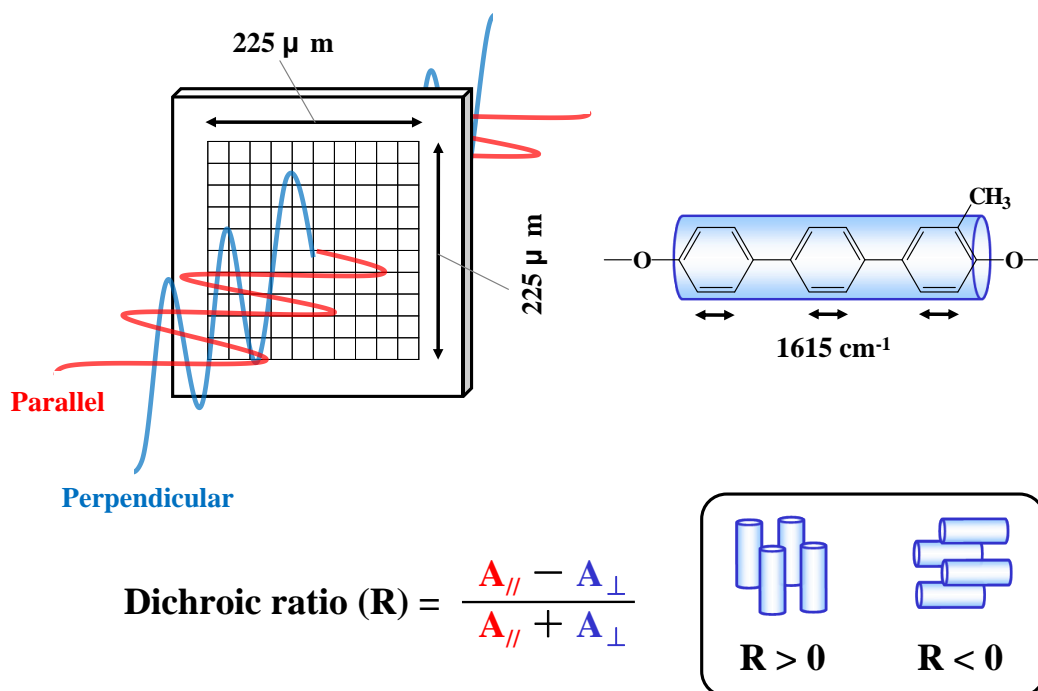 225 μ m
225 μ m
Parallel
Perpendicular
CH3
O
O
1615 cm-1
Dichroic ratio (R) = A// − A⊥
A// + A⊥
R > 0
R < 0